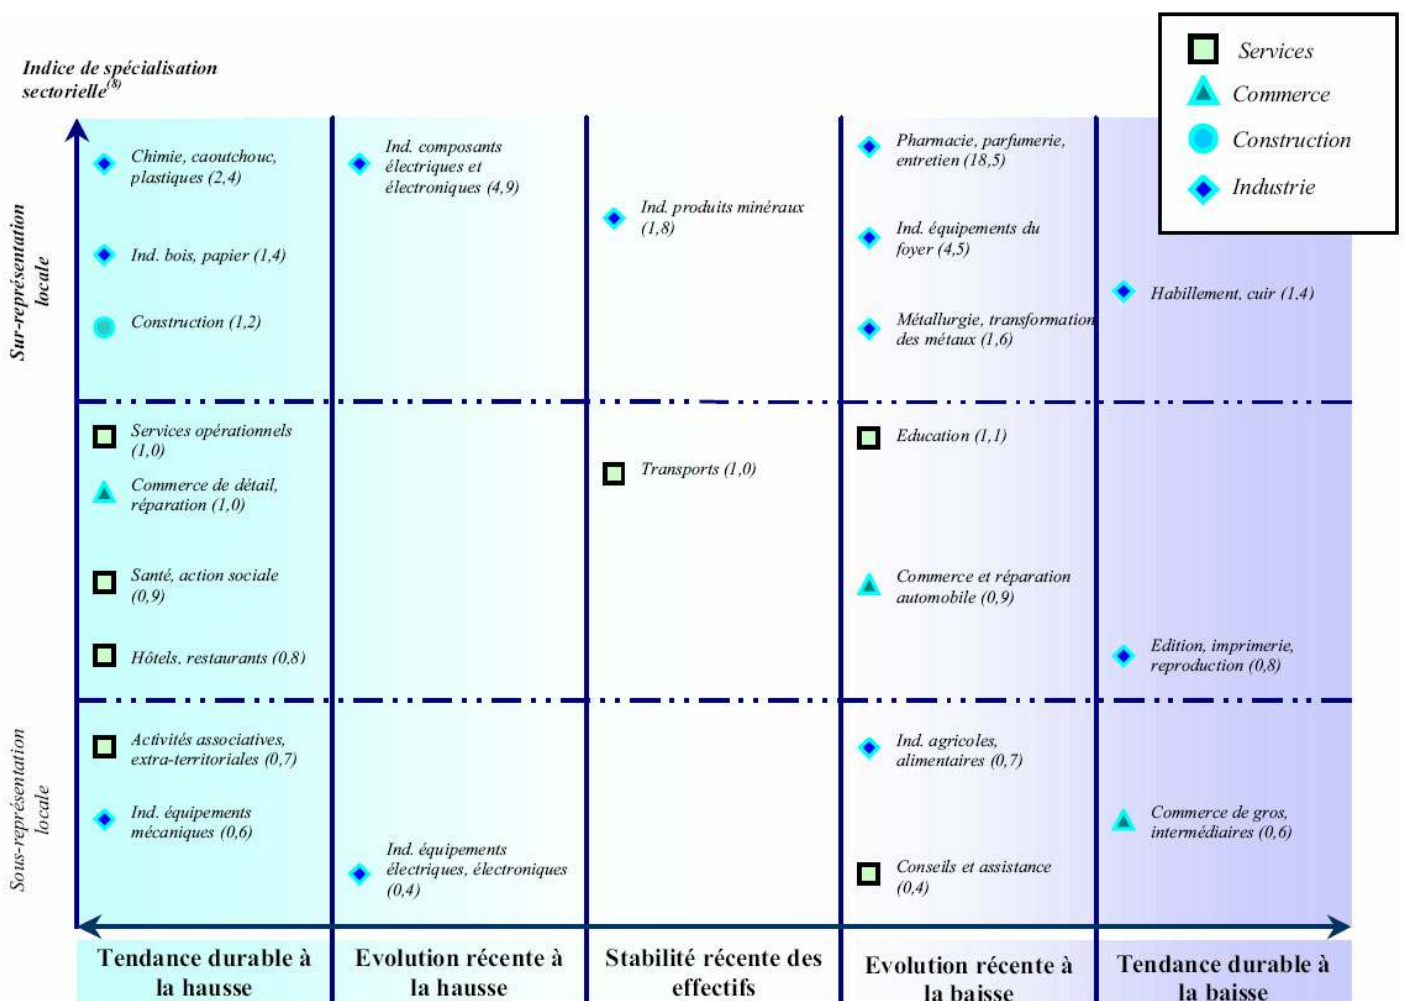 Indice de spécialisation
sectorielle(8)
Services
Commerce
Construction
Industrie
Sur-représentation
locale
Chimie, caoutchouc,
plastiques (2,4)
Ind. bois, papier (1,4)
Construction (1,2)
Ind. composants
électriques et
électroniques (4,9)
Ind. produits minéraux
(1,8)
Pharmacie, parfumerie,
entretien (18,5)
Ind. équipements du
foyer (4,5)
Métallurgie, transformation
des métaux (1,6)
Habillement, cuir (1.4)
Services opérationnels
(1,0)
Commerce de détail,
réparation (1,0)
Santé, action sociale
(0,9)
Hôtels, restaurants (0,8)
Transports (1,0)
Education (1,1)
Commerce et réparation
automobile (0,9)
Edition, imprimerie,
reproduction (0,8)
Sous-représentation
locale
Activités associatives,
extra-territoriales (0,7)
Ind. équipements
mécaniques (0,6)
Ind. équipements
électriques, électroniques
(0,4)
Ind. agricoles,
alimentaires (0,7)
Conseils et assistance
(0,4)
Commerce de gros,
intermédiaires (0,6)
Tendance durable à
la hausse
Evolution récente à
la hausse
Stabilité récente des
effectifs
Evolution récente à
la baisse
Tendance durable à
la baisse